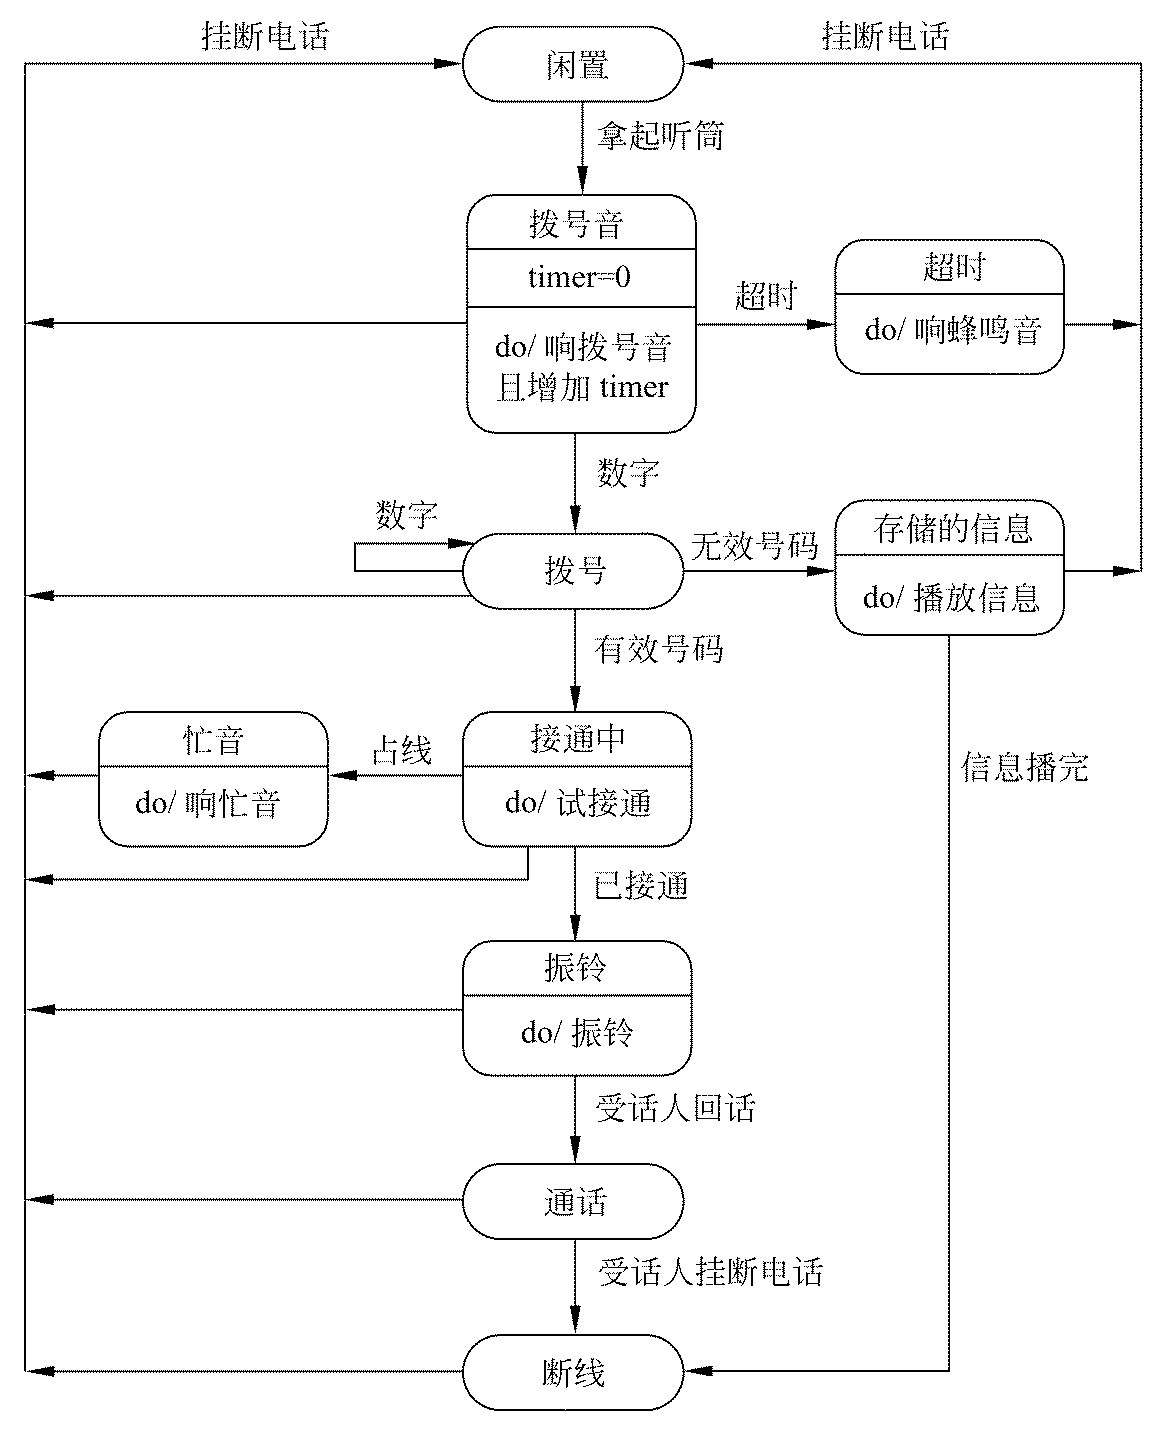 挂断电话
闲置
挂断电话
拿起听筒
拨号音
timer=0
do/ 响拨号音
且增加 timer
超时
超时
do/ 响蜂鸣音
数字
数字
拨号
无效号码
存储的信息
do/ 播放信息
有效号码
忙音
do/ 响忙音
占线
接通中
do/ 试接通
信息播完
已接通
振铃
do/ 振铃
受话人回话
通话
受话人挂断电话
断线